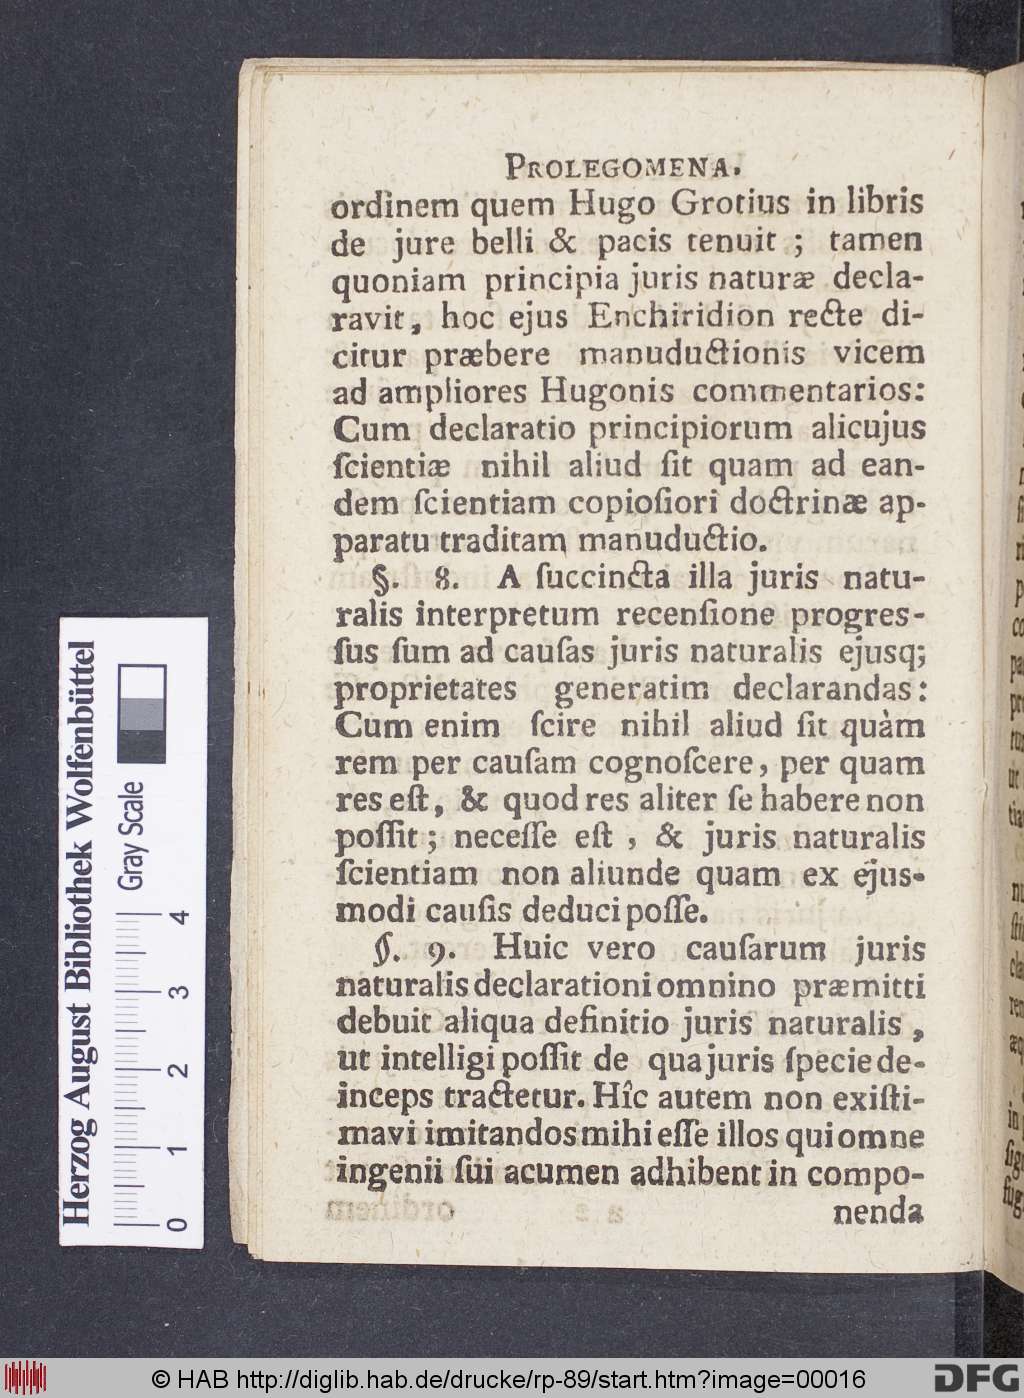 PROLEGOMENA.
ordinem quem Hugo Grotius in libris
de jure belli & pacis tenuit ; tamen
quoniam principia juris naturæ decla-
ravit, hoc ejus Enchiridion recte di-
citur præbere manuductionis vicem
ad ampliores Hugonis commentarios:
Cum declaratio principiorum alicujus
ſcientiæ nihil aliud ſit quam ad ean-
dem ſcientiam copioſiori doctrinæ ap-
paratu traditam manuductio.
§. 8. A ſuccincta illa juris natu-
ralis interpretum recenſione progreſ-
ſus ſum ad cauſas juris naturalis ejusq;
proprietates generatim declarandas:
Cum enim ſcire nihil aliud ſit quàm
rem per cauſam cognoſcere, per quam
res eſt, & quod res aliter ſe habere non
poſſit; neceſſe eſt , & juris naturalis
ſcientiam non aliunde quam ex ejus-
modi cauſis deduci poſſe.
§. 9. Huic vero cauſarum juris
naturalis declarationi omnino præmitti
debuit aliqua definitio juris naturalis ,
ut intelligi poſſit de qua juris ſpecie de-
inceps tractetur. Hîc autem non exiſti-
mavi imitandos mihi eſſe illos qui omne
ingenii ſui acumen adhibent in compo-
nenda
Herzog August Bibliothek Wolfenbüttel
Gray Scale
0 1 2 3 4
© HAB http://diglib.hab.de/drucke/rp-89/start.htm?image=00016
DFG